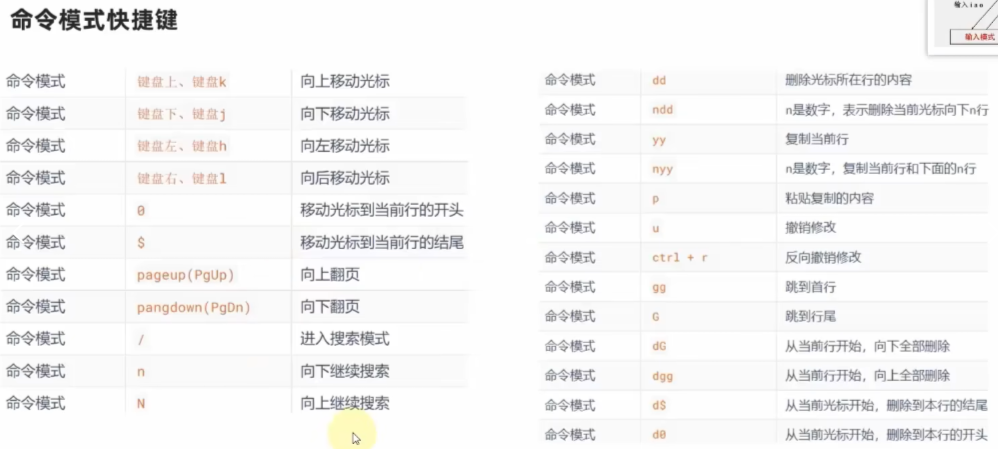 命令模式快捷键
输入iao
输入模式
命令模式 键盘上、键盘k 向上移动光标
命令模式 键盘下、键盘j 向下移动光标
命令模式 键盘左、键盘h 向左移动光标
命令模式 键盘右、键盘l 向后移动光标
命令模式 0 移动光标到当前行的开头
命令模式 $ 移动光标到当前行的结尾
命令模式 pageup(PgUp) 向上翻页
命令模式 pangdown(PgDn) 向下翻页
命令模式 / 进入搜索模式
命令模式 n 向下继续搜索
命令模式 N 向上继续搜索
命令模式 dd 删除光标所在行的内容
命令模式 ndd n是数字，表示删除当前光标向下n行
命令模式 yy 复制当前行
命令模式 nyy n是数字，复制当前行和下面的n行
命令模式 p 粘贴复制的内容
命令模式 u 撤销修改
命令模式 ctrl + r 反向撤销修改
命令模式 gg 跳到首行
命令模式 G 跳到行尾
命令模式 dG 从当前行开始，向下全部删除
命令模式 dgg 从当前行开始，向上全部删除
命令模式 d$ 从当前光标开始，删除到本行的结尾
命令模式 d0 从当前光标开始，删除到本行的开头